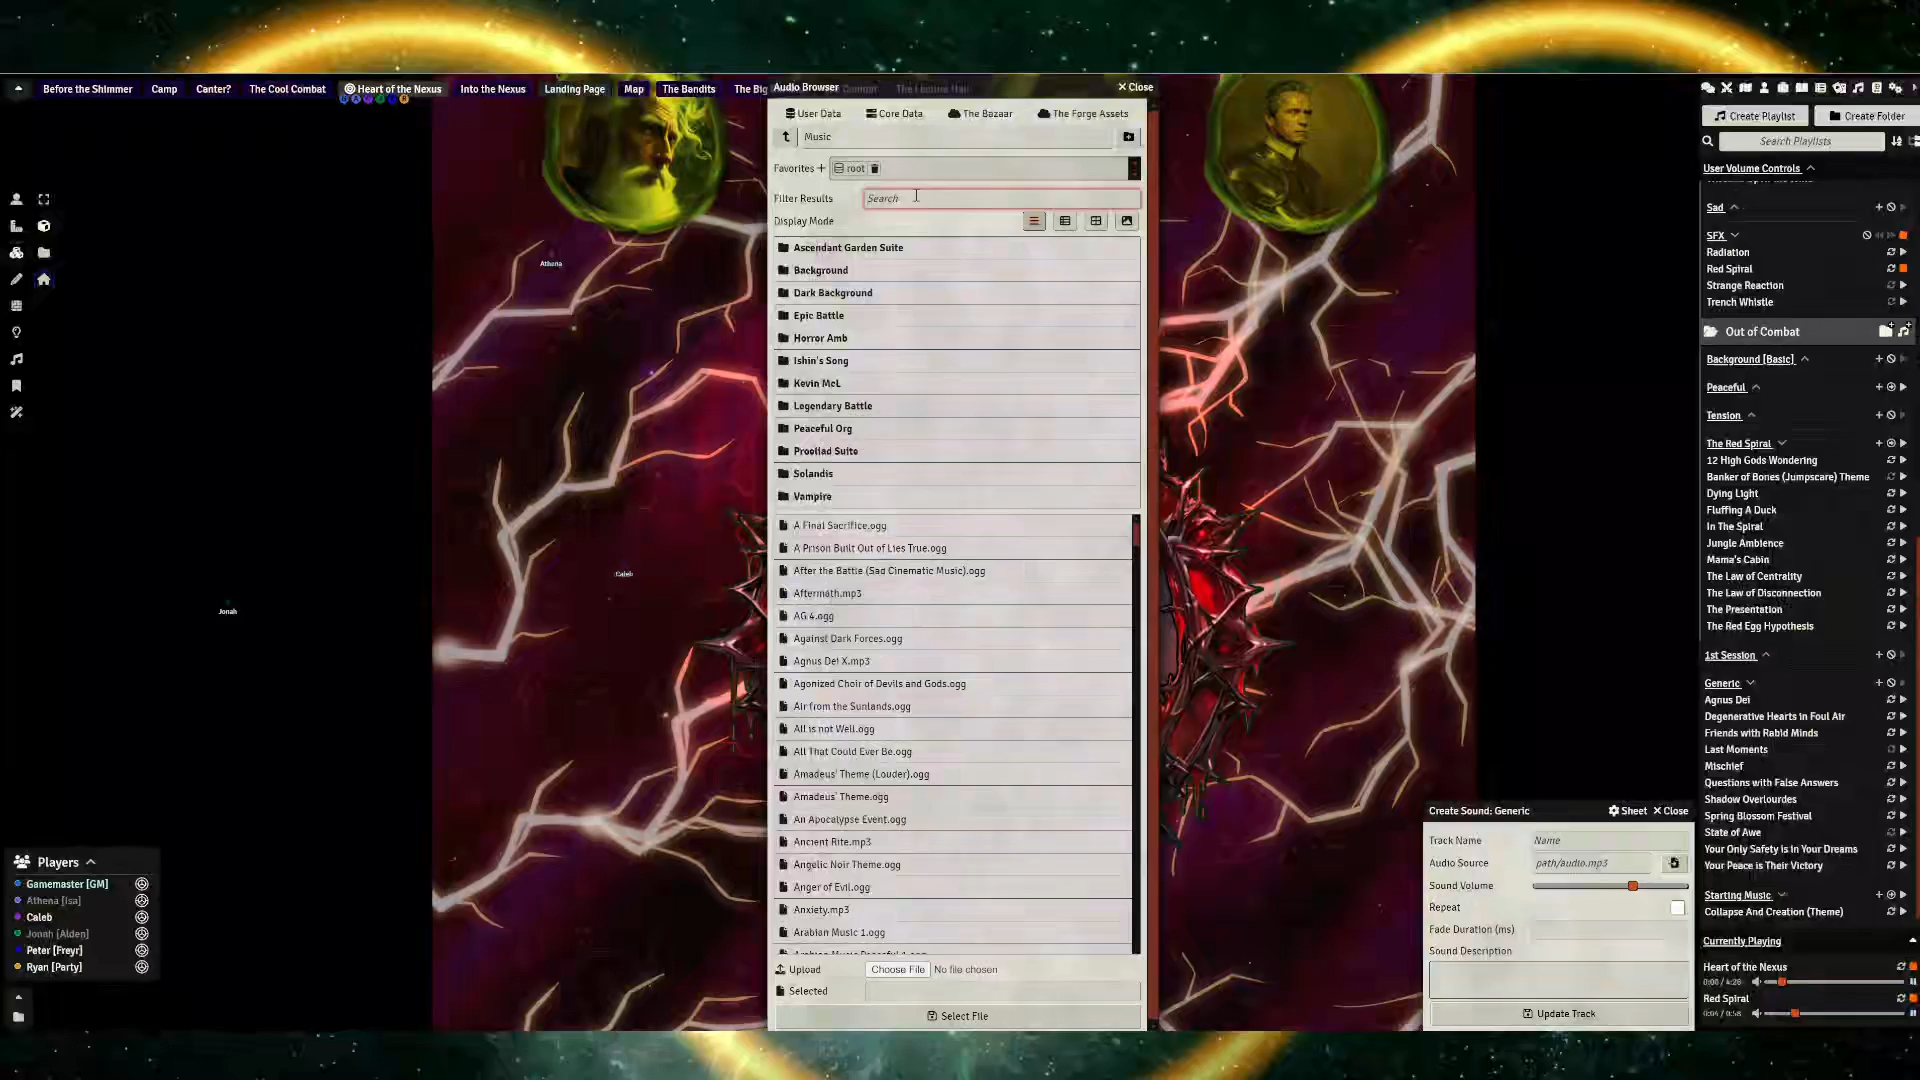 Before the Shimmer
Camp
Canter?
The Cool Combat
Heart of the Nexus
Into the Nexus
Landing Page
Map
The Bandits
Audio Browser
Close
User Data
Core Data
The Bazaar
The Forge Assets
Music
Favorites
root
Filter Results
Search
Display Mode
Ascendant Garden Suite
Background
Dark Background
Epic Battle
Horror Amb
Ishin's Song
Kevin McL
Legendary Battle
Peaceful Org
Proeliad Suite
Solandis
Vampire
A Final Sacrifice.ogg
A Prison Built Out of Lies True.ogg
After the Battle (Sad Cinematic Music).ogg
Aftermath.mp3
AG 4.ogg
Against Dark Forces.ogg
Agnus Dei X.mp3
Agonized Choir of Devils and Gods.ogg
Air from the Sunlands.ogg
All is not Well.ogg
All That Could Ever Be.ogg
Amadeus' Theme (Louder).ogg
Amadeus' Theme.ogg
An Apocalypse Event.ogg
Ancient Rite.mp3
Angelic Noir Theme.ogg
Anger of Evil.ogg
Anxiety.mp3
Arabian Music 1.ogg
Upload
Choose File No file chosen
Selected
Select File
Athena
Caleb
Jonah
Players
Gamemaster [GM]
Athena [Isa]
Caleb
Jonah [Alden]
Peter [Freyr]
Ryan [Party]
Create Sound: Generic
Sheet
Close
Track Name
Name
Audio Source
path/audio.mp3
Sound Volume
Repeat
Fade Duration (ms)
Sound Description
Update Track
Create Playlist
Create Folder
Search Playlists
User Volume Controls
Sad
SFX
Radiation
Red Spiral
Strange Reaction
Trench Whistle
Out of Combat
Background [Basic]
Peaceful
Tension
The Red Spiral
12 High Gods Wondering
Banker of Bones (Jumpscare) Theme
Dying Light
Fluffing A Duck
In The Spiral
Jungle Ambience
Mama's Cabin
The Law of Centrality
The Law of Disconnection
The Presentation
The Red Egg Hypothesis
1st Session
Generic
Agnus Dei
Degenerative Hearts in Foul Air
Friends with Rabid Minds
Last Moments
Mischief
Questions with False Answers
Shadow Overlourdes
Spring Blossom Festival
State of Awe
Your Only Safety is in Your Dreams
Your Peace is Their Victory
Starting Music
Collapse And Creation (Theme)
Currently Playing
Heart of the Nexus
0:00 / 4:28
Red Spiral
0:04 / 0:58